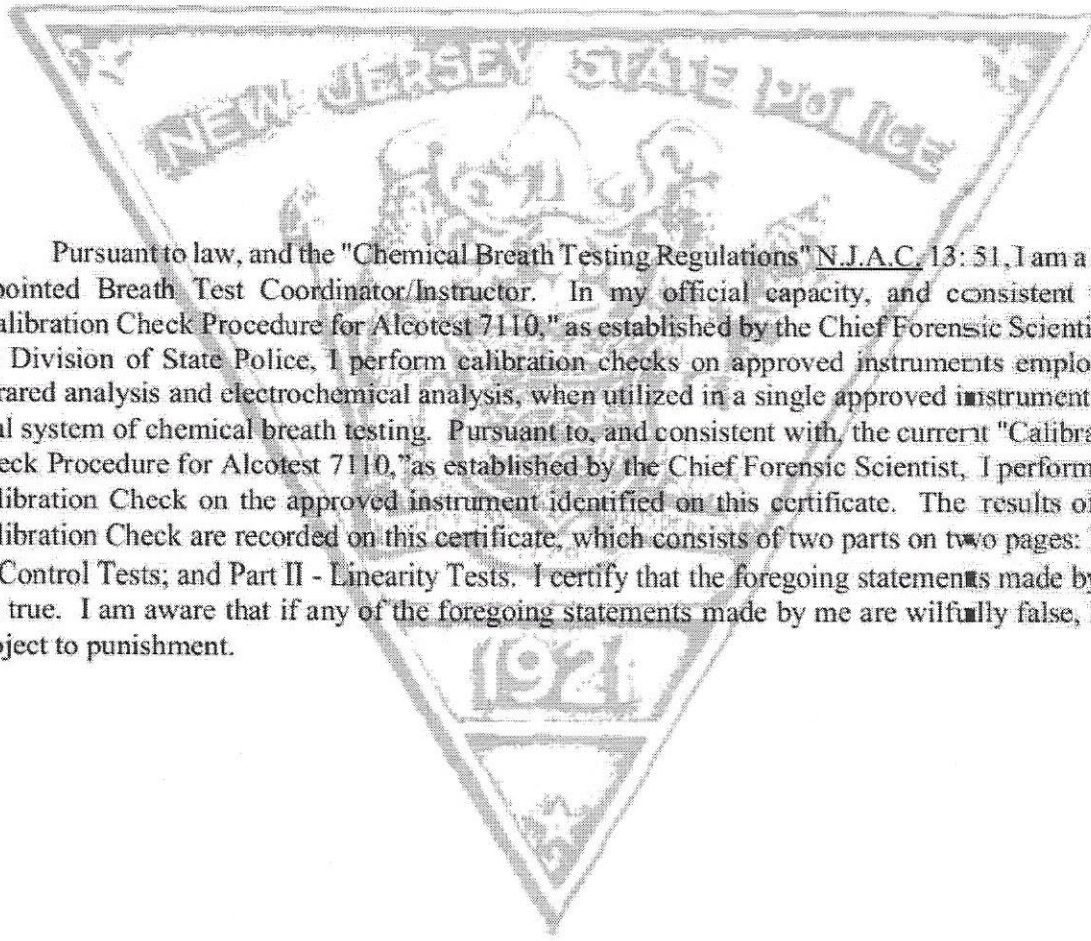 NEW JERSEY STATE POLICE
Pursuant to law, and the "Chemical Breath Testing Regulations" N.J.A.C. 13: 51, I am a
pointed Breath Test Coordinator/Instructor. In my official capacity, and consistent
alibration Check Procedure for Alcotest 7110," as established by the Chief Forensic Scienti
Division of State Police, I perform calibration checks on approved instruments emplo
rared analysis and electrochemical analysis, when utilized in a single approved instrument
al system of chemical breath testing. Pursuant to, and consistent with, the current "Calibra
eck Procedure for Alcotest 7110," as established by the Chief Forensic Scientist, I perform
libration Check on the approved instrument identified on this certificate. The results of
libration Check are recorded on this certificate, which consists of two parts on two pages:
Control Tests; and Part II - Linearity Tests. I certify that the foregoing statements made by
true. I am aware that if any of the foregoing statements made by me are wilfully false,
bject to punishment.
1921